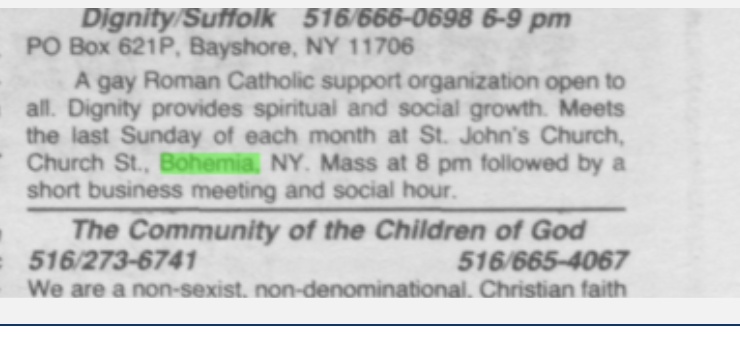 Dignity/Suffolk 516/666-0698 6-9 pm
PO Box 621P, Bayshore, NY 11706
A gay Roman Catholic support organization open to
all. Dignity provides spiritual and social growth. Meets
the last Sunday of each month at St. John's Church,
Church St., Bohemia, NY. Mass at 8 pm followed by a
short business meeting and social hour.
The Community of the Children of God
516/273-6741 516/665-4067
We are a non-sexist, non-denominational, Christian faith